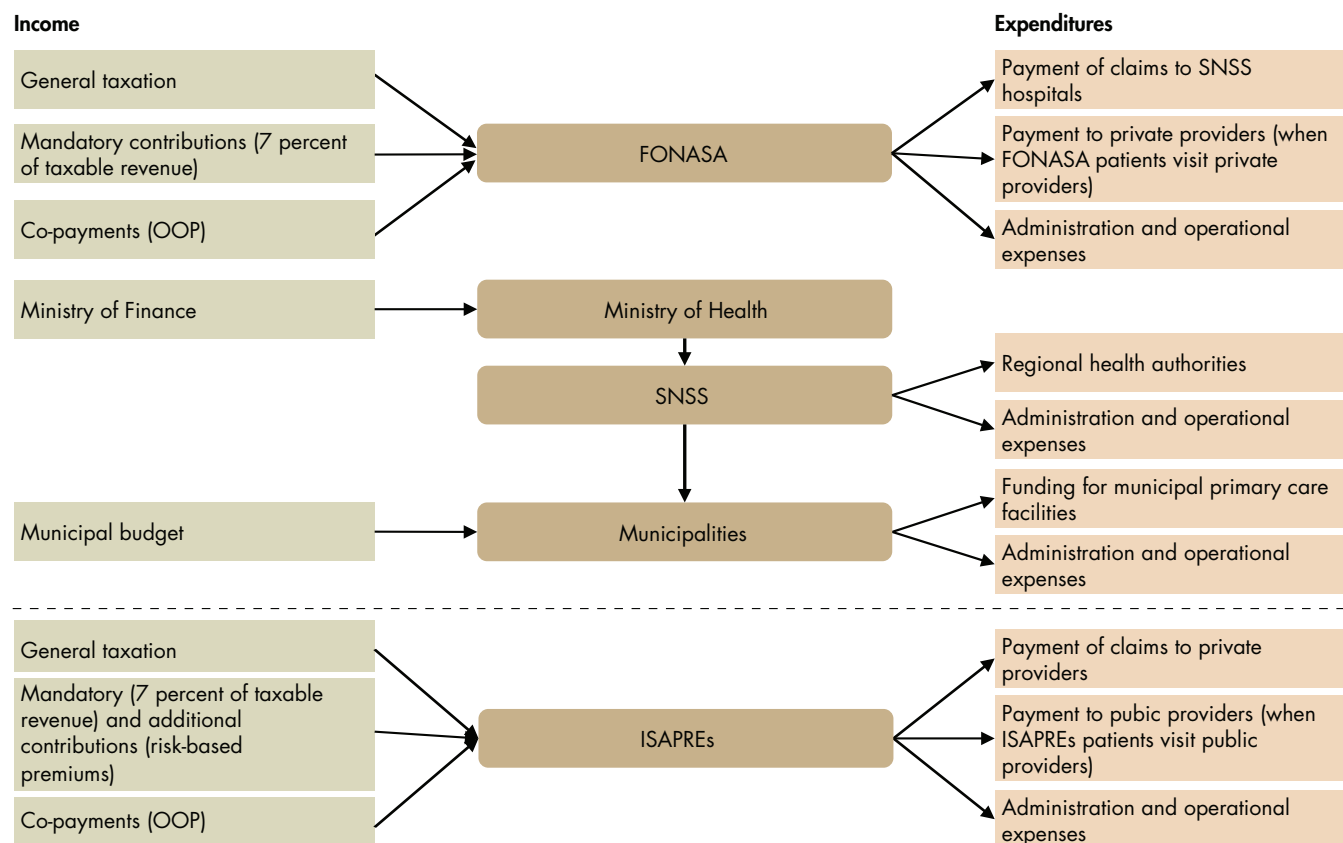 Income
Expenditures
General taxation
Mandatory contributions (7 percent
of taxable revenue)
Co-payments (OOP)
FONASA
Payment of claims to SNSS
hospitals
Payment to private providers (when
FONASA patients visit private
providers)
Administration and operational
expenses
Ministry of Finance
Ministry of Health
SNSS
Regional health authorities
Administration and operational
expenses
Municipal budget
Municipalities
Funding for municipal primary care
facilities
Administration and operational
expenses
General taxation
Mandatory (7 percent of taxable
revenue) and additional
contributions (risk-based
premiums)
Co-payments (OOP)
ISAPREs
Payment of claims to private
providers
Payment to pubic providers (when
ISAPREs patients visit public
providers)
Administration and operational
expenses